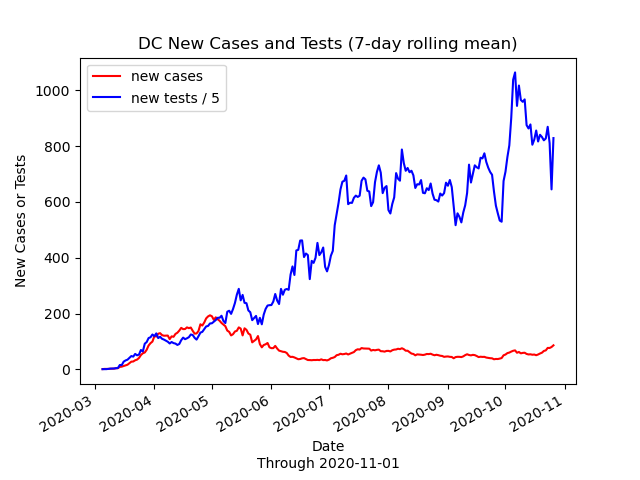 DC New Cases and Tests (7-day rolling mean)
new cases
new tests / 5
New Cases or Tests
1000
800
600
400
200
0
2020-03
2020-04
2020-05
2020-06
2020-07
2020-08
2020-09
2020-10
2020-11
Date
Through 2020-11-01